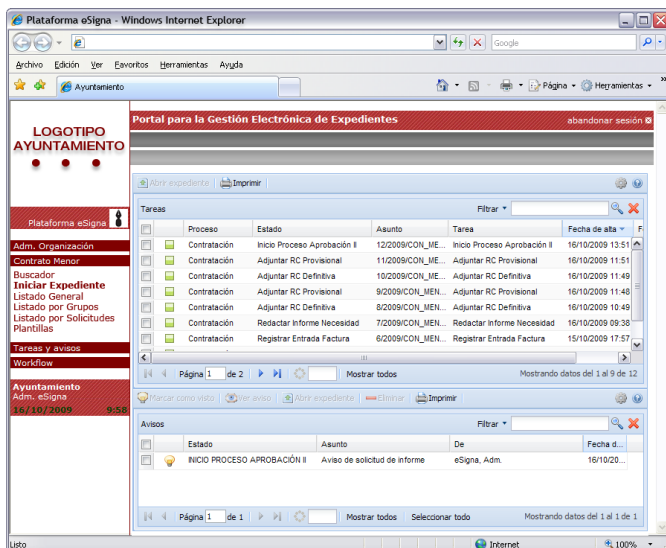 Plataforma eSigna - Windows Internet Explorer
Google
Archivo Edición Ver Favoritos Herramientas Ayuda
Ayuntamiento
Página Herramientas
LOGOTIPO
AYUNTAMIENTO
Portal para la Gestión Electrónica de Expedientes abandonar sesión
Plataforma eSigna
Adm. Organización
Contrato Menor
Buscador
Iniciar Expediente
Listado General
Listado por Grupos
Listado por Solicitudes
Plantillas
Tareas y avisos
Workflow
Ayuntamiento
Adm. eSigna
16/10/2009 9:58
Abrir expediente Imprimir
Tareas Filtrar
Proceso Estado Asunto Tarea Fecha de alta F
Contratación Inicio Proceso Aprobación II 12/2009/CON_ME... Inicio Proceso Aprobación II 16/10/2009 13:51
Contratación Adjuntar RC Provisional 11/2009/CON_ME... Adjuntar RC Provisional 16/10/2009 11:51
Contratación Adjuntar RC Definitiva 10/2009/CON_ME... Adjuntar RC Definitiva 16/10/2009 11:49
Contratación Adjuntar RC Provisional 9/2009/CON_MEN... Adjuntar RC Provisional 16/10/2009 11:48
Contratación Adjuntar RC Definitiva 8/2009/CON_MEN... Adjuntar RC Definitiva 16/10/2009 10:49
Contratación Redactar Informe Necesidad 7/2009/CON_MEN... Redactar Informe Necesidad 16/10/2009 09:38
Contratación Registrar Entrada Factura 6/2009/CON_MEN... Registrar Entrada Factura 15/10/2009 17:57
Página 1 de 2 Mostrar todos Mostrando datos del 1 al 9 de 12
Marcar como visto Ver aviso Abrir expediente Eliminar Imprimir
Avisos Filtrar
Estado Asunto De Fecha d...
INICIO PROCESO APROBACIÓN II Aviso de solicitud de informe eSigna, Adm. 16/10/20...
Página 1 de 1 Mostrar todos Seleccionar todo Mostrando datos del 1 al 1 de 1
Listo Internet 100%